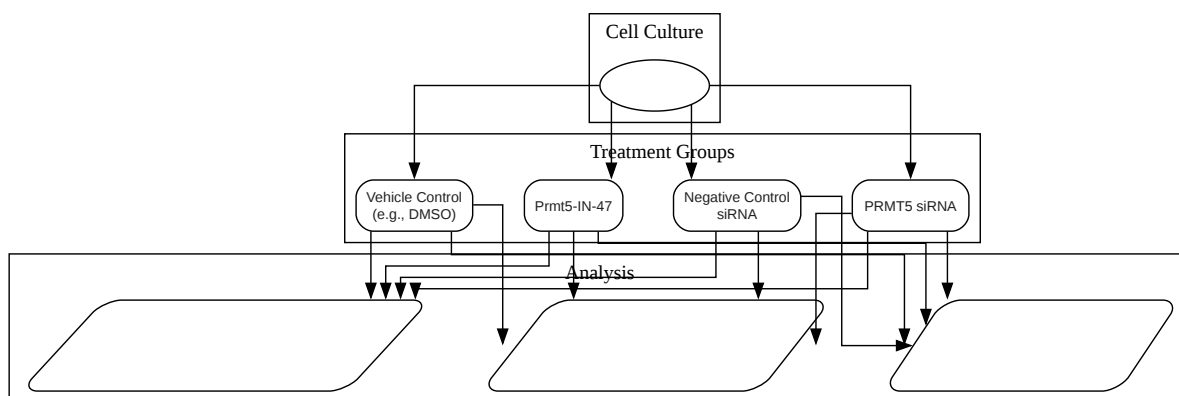 Cell Culture
Treatment Groups
Vehicle Control
(e.g., DMSO)
Prmt5-IN-47
Negative Control
siRNA
PRMT5 siRNA
Analysis